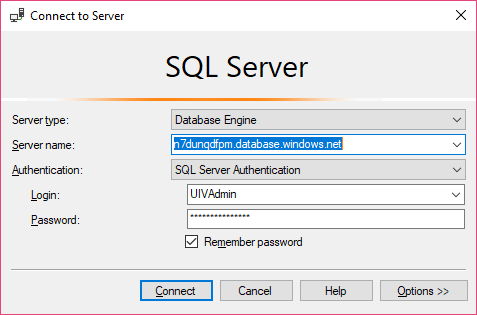 Connect to Server
SQL Server
Server type: Database Engine
Server name: n7dunqdfpm.database.windows.net
Authentication: SQL Server Authentication
Login: UIVAdmin
Password: ***************
Remember password
Connect Cancel Help Options >>